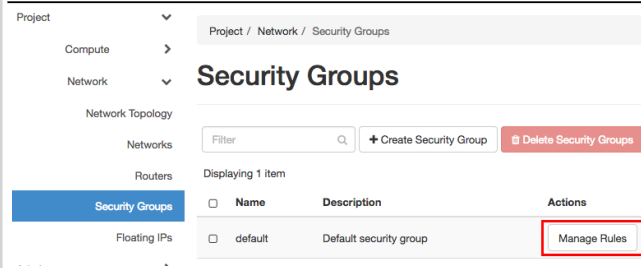 Project
Compute
Network
Network Topology
Networks
Routers
Security Groups
Floating IPs
Project / Network / Security Groups
Security Groups
Filter + Create Security Group Delete Security Groups
Displaying 1 item
Name Description Actions
default Default security group Manage Rules